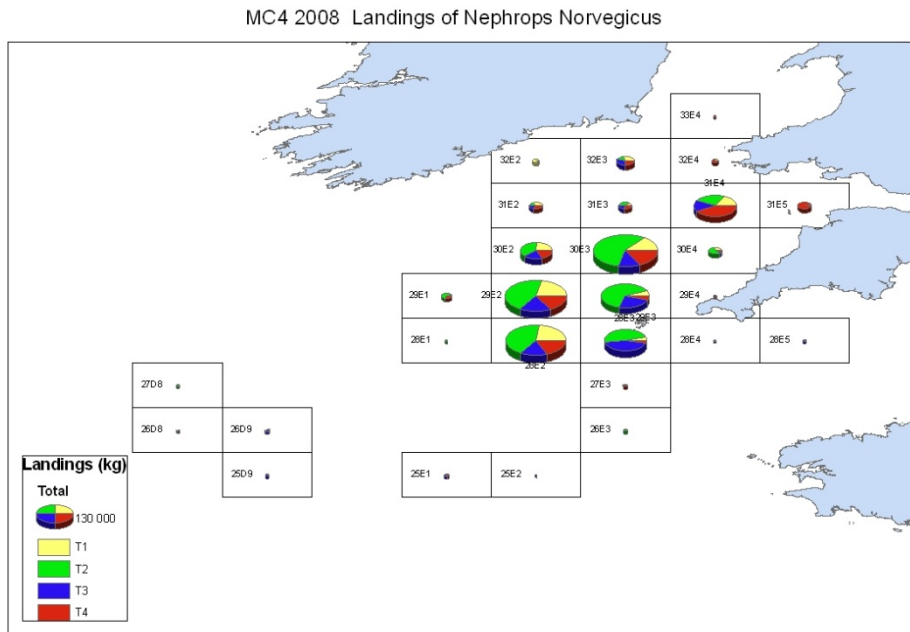 MC4 2008 Landings of Nephrops Norvegicus
33E4
32E2
32E3
32E4
31E4
31E2
31E3
31E5
30E2
30E3
30E4
29E1
29E2
29E4
28E3
29E3
28E1
28E4
28E5
28E2
27D8
27E3
26D8
26D9
26E3
25D9
25E1
25E2
Landings (kg)
Total
130 000
T1
T2
T3
T4